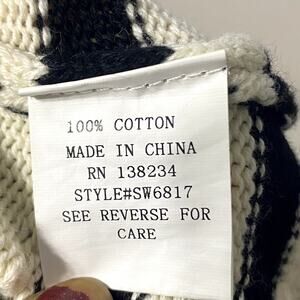 100% COTTON
MADE IN CHINA
RN 138234
STYLE#SW6817
SEE REVERSE FOR
CARE